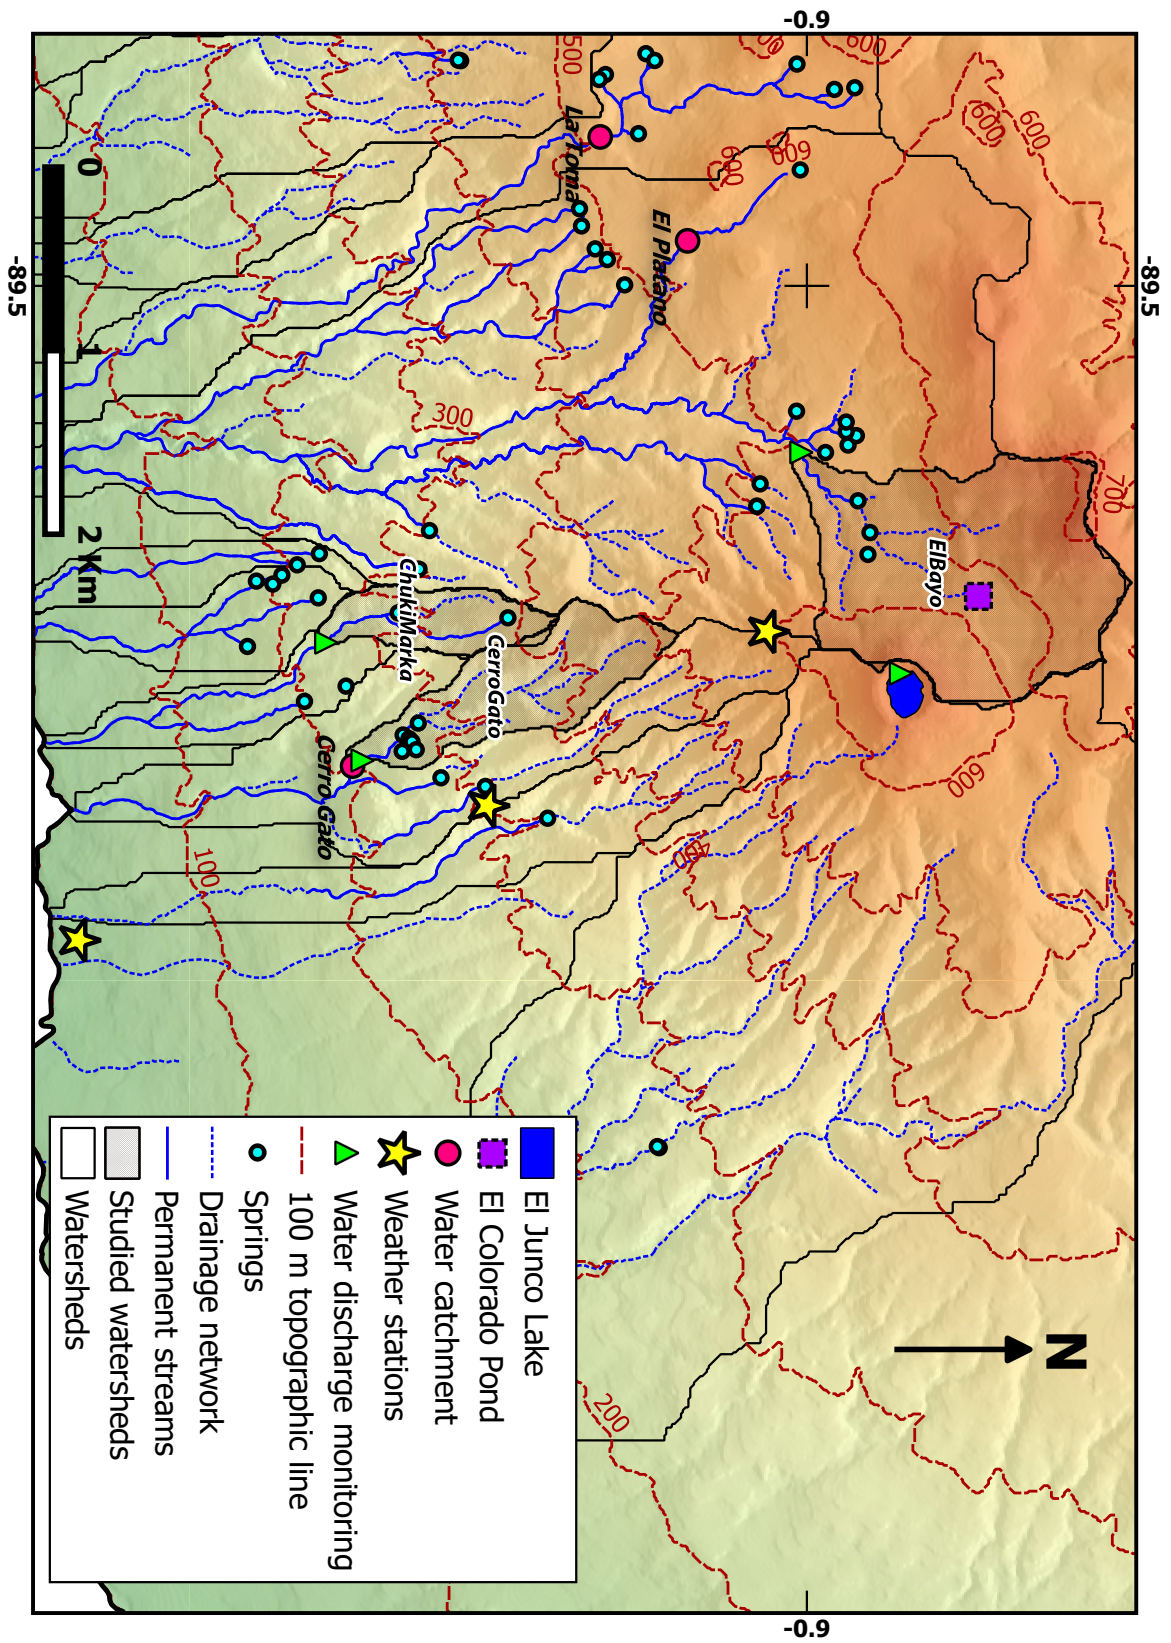 -0.9
-89.5
600
600
600
600
600
600
500
700
La Toma
El Platano
300
ElBayo
ChukiMarka
CerroGato
Cerro Gato
600
400
100
200
0
1
2 Km
-89.5
N
El Junco Lake
El Colorado Pond
Water catchment
Weather stations
Water discharge monitoring
100 m topographic line
Springs
Drainage network
Permanent streams
Studied watersheds
Watersheds
-0.9